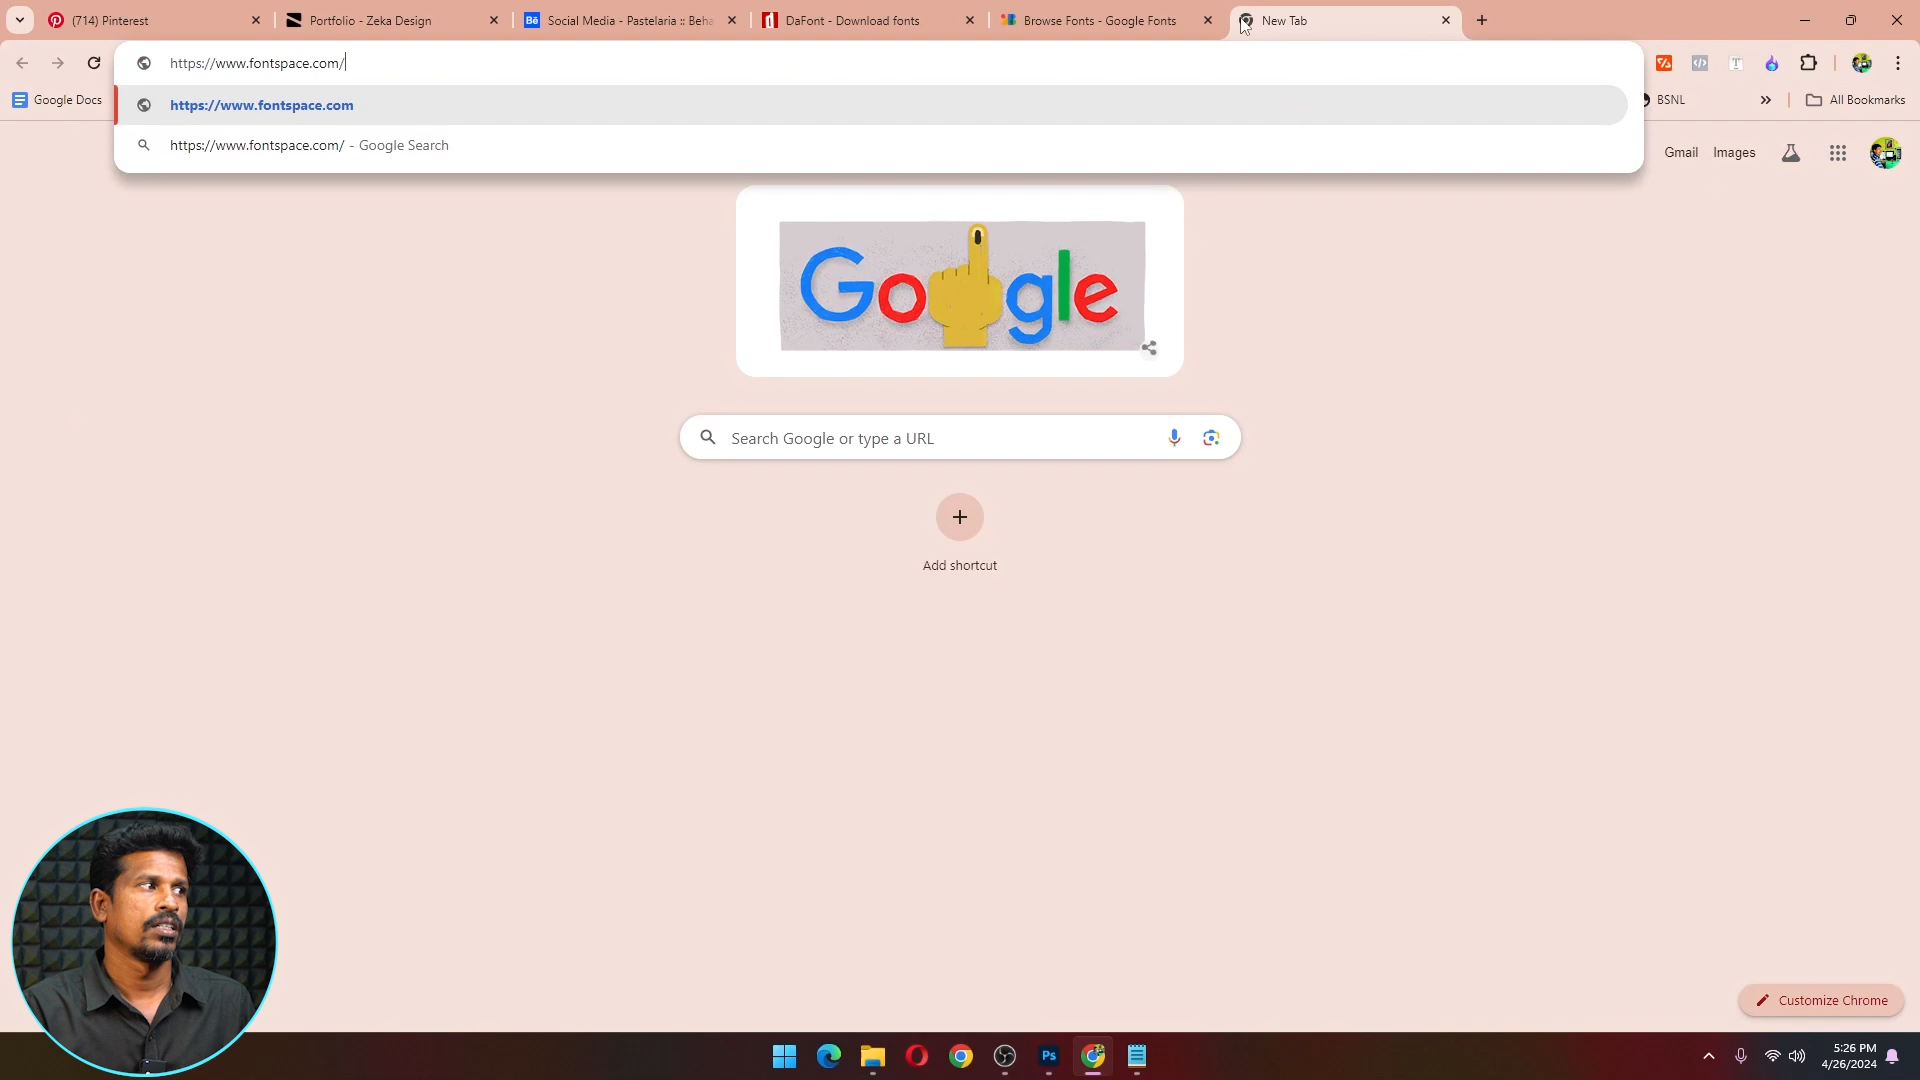 (714) Pinterest
Portfolio - Zeka Design
Social Media - Pastelaria :: Beha
DaFont - Download fonts
Browse Fonts - Google Fonts
New Tab
https://www.fontspace.com/
Google Docs
https://www.fontspace.com
BSNL
All Bookmarks
https://www.fontspace.com/ - Google Search
Gmail
Images
Google
Search Google or type a URL
Add shortcut
Customize Chrome
Ps
5:26 PM
4/26/2024